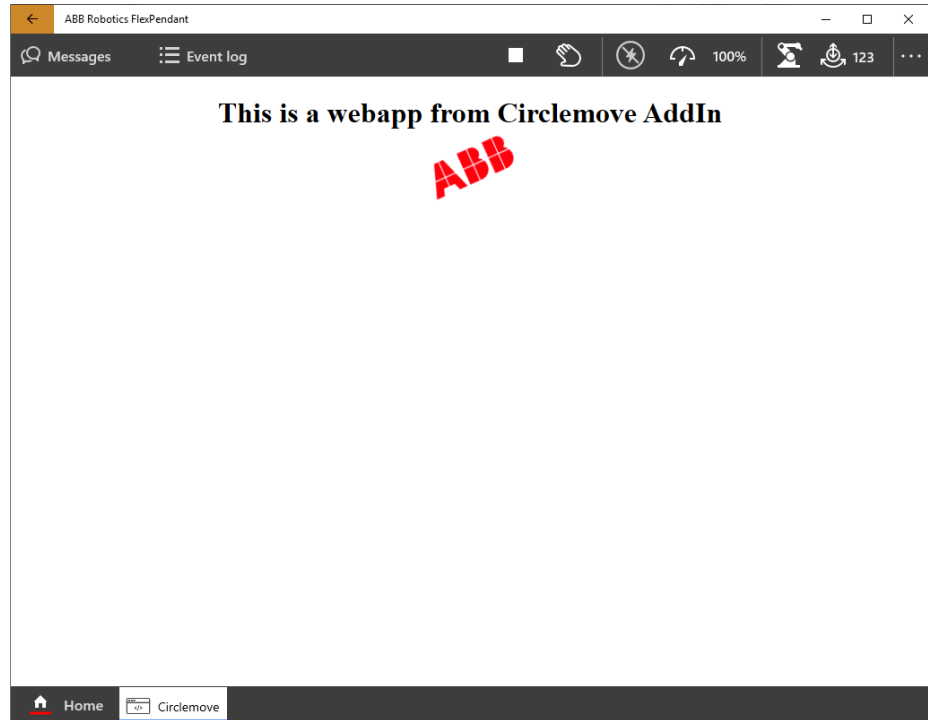 ABB Robotics FlexPendant
Messages Event log 100% 123
This is a webapp from Circlemove AddIn
ABB
Home Circlemove